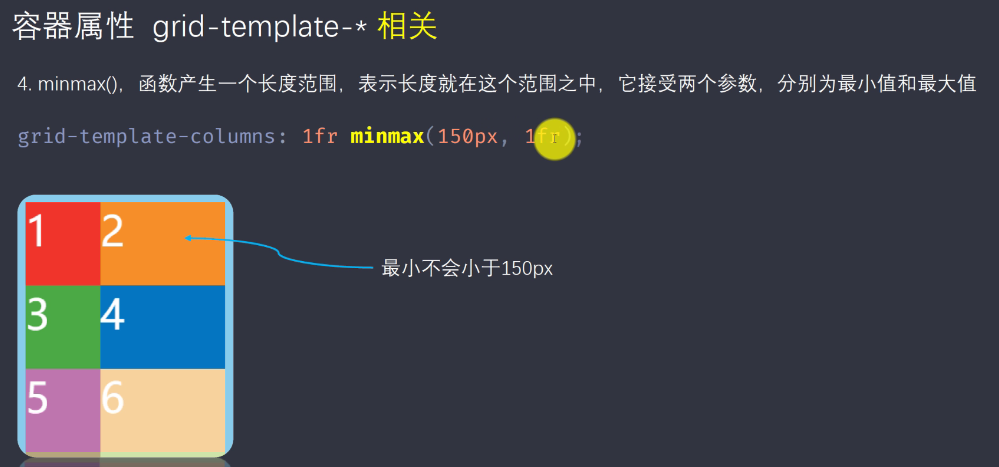 容器属性 grid-template-* 相关
4. minmax()，函数产生一个长度范围，表示长度就在这个范围之中，它接受两个参数，分别为最小值和最大值
grid-template-columns: 1fr minmax(150px, 1fr);
1 2
最小不会小于150px
3 4
5 6